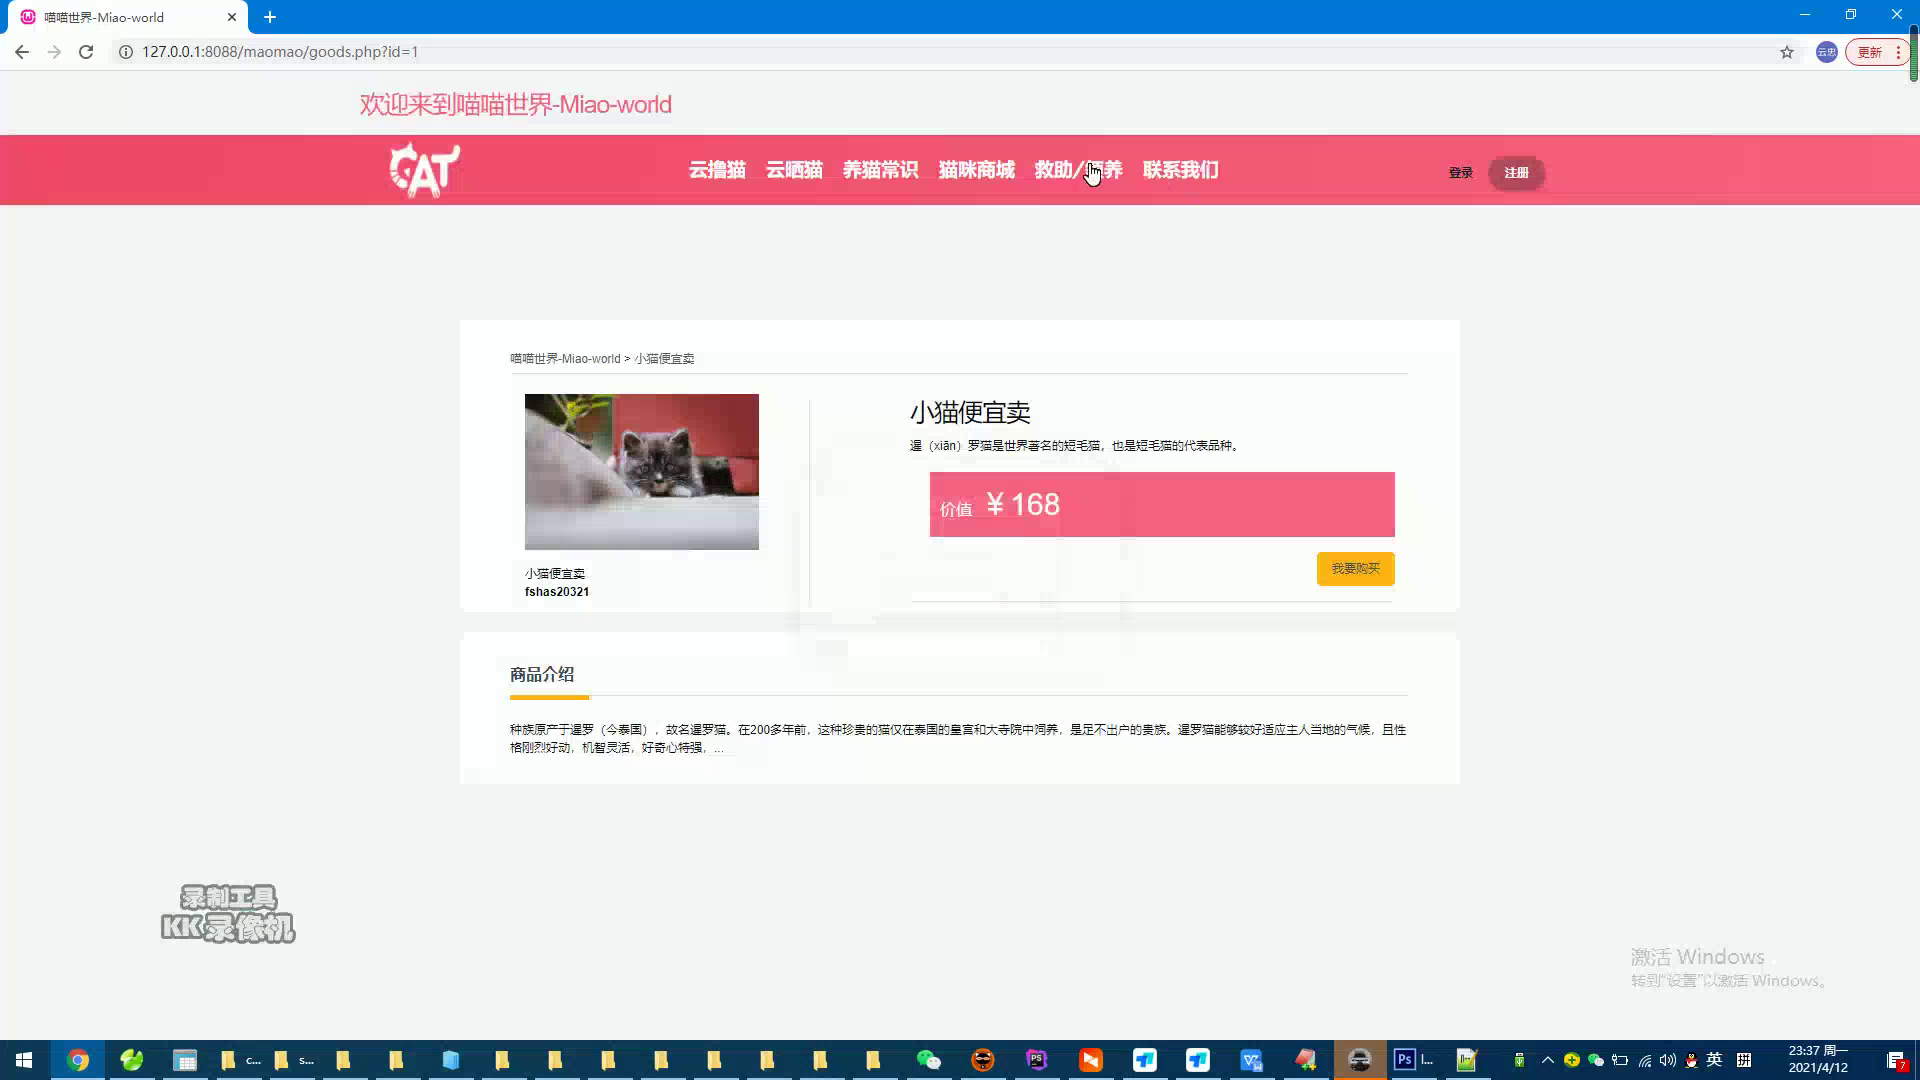 喵喵世界-Miao-world
127.0.0.1:8088/maomao/goods.php?id=1
云忠
更新
欢迎来到喵喵世界-Miao-world
CAT
云撸猫 云晒猫 养猫常识 猫咪商城 救助/领养 联系我们
登录 注册
喵喵世界-Miao-world > 小猫便宜卖
小猫便宜卖
暹（xiān）罗猫是世界著名的短毛猫，也是短毛猫的代表品种。
价值 ¥ 168
我要购买
小猫便宜卖
fshas20321
商品介绍
种族原产于暹罗（今泰国），故名暹罗猫。在200多年前，这种珍贵的猫仅在泰国的皇宫和大寺院中饲养，是足不出户的贵族。暹罗猫能够较好适应主人当地的气候，且性
格刚烈好动，机智灵活，好奇心特强，...
录制工具
KK录像机
激活 Windows
转到“设置”以激活 Windows。
c...
s...
PS
Ps
l...
英
拼
23:37 周一
2021/4/12
7